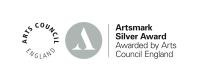 ARTS COUNCIL
ENGLAND
A
Artsmark
Silver Award
Awarded by Arts
Council England